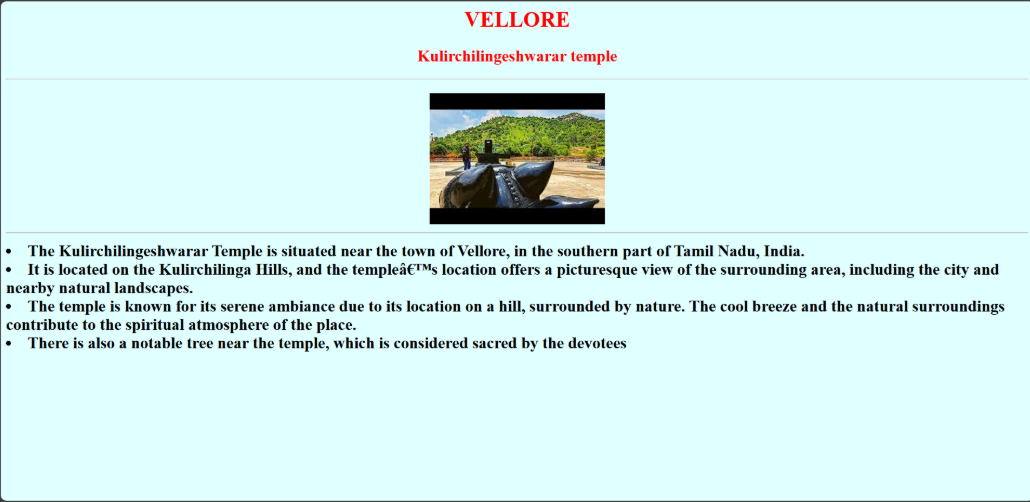 VELLORE
Kulirchilingeshwarar temple
• The Kulirchilingeshwarar Temple is situated near the town of Vellore, in the southern part of Tamil Nadu, India.
• It is located on the Kulirchilinga Hills, and the templeâ€™s location offers a picturesque view of the surrounding area, including the city and
nearby natural landscapes.
• The temple is known for its serene ambiance due to its location on a hill, surrounded by nature. The cool breeze and the natural surroundings
contribute to the spiritual atmosphere of the place.
• There is also a notable tree near the temple, which is considered sacred by the devotees